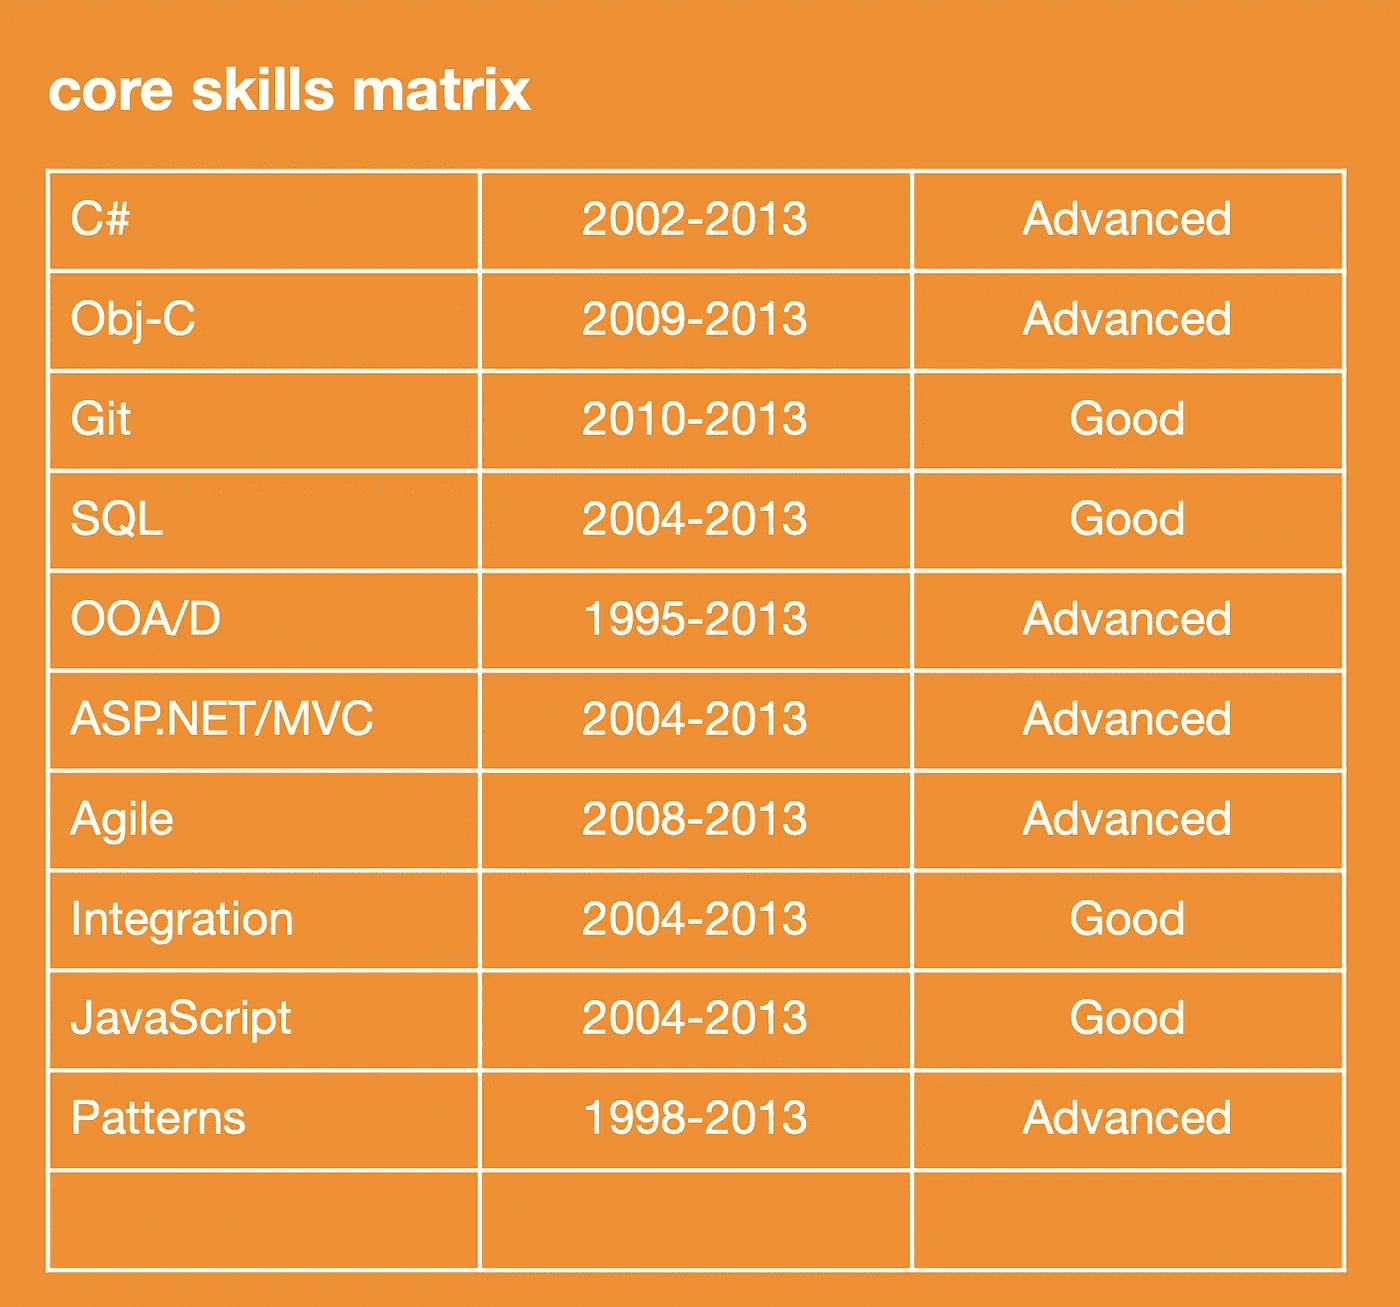 core skills matrix
C# 2002-2013 Advanced
Obj-C 2009-2013 Advanced
Git 2010-2013 Good
SQL 2004-2013 Good
OOA/D 1995-2013 Advanced
ASP.NET/MVC 2004-2013 Advanced
Agile 2008-2013 Advanced
Integration 2004-2013 Good
JavaScript 2004-2013 Good
Patterns 1998-2013 Advanced